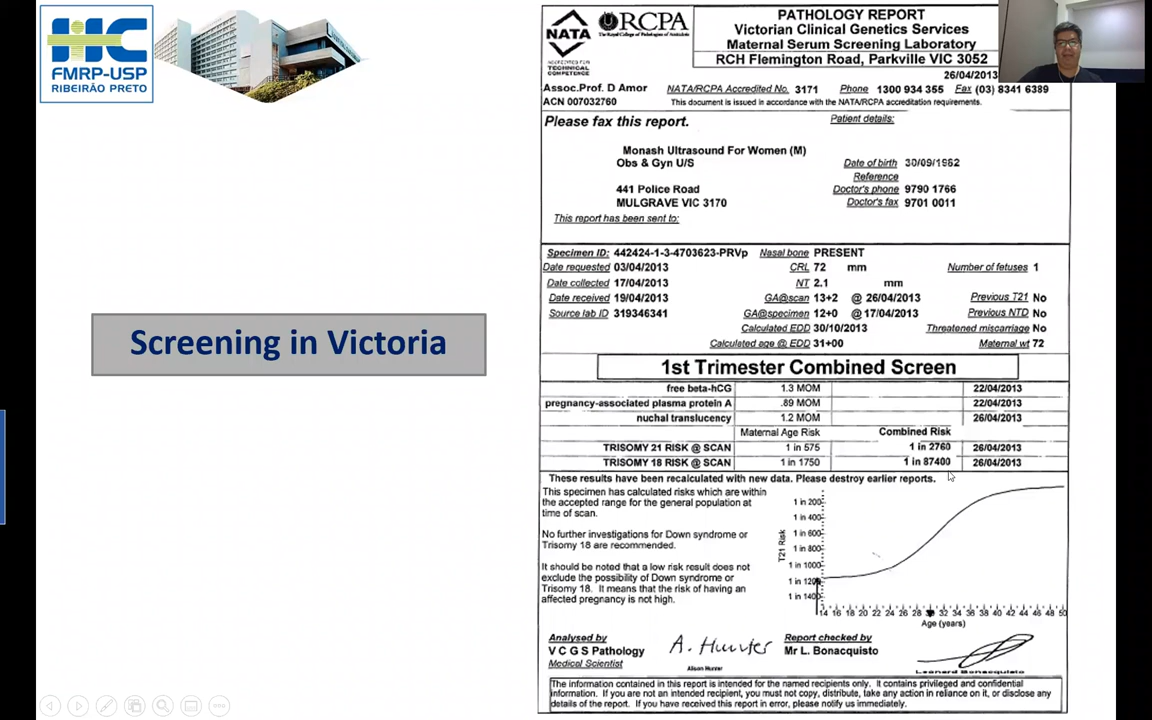 HC
FMRP-USP
RIBEIRÃO PRETO
Screening in Victoria
NATA
ACCREDITED FOR
TECHNICAL
COMPETENCE
RCPA
The Royal College of Pathologists of Australasia
PATHOLOGY REPORT
Victorian Clinical Genetics Services
Maternal Serum Screening Laboratory
RCH Flemington Road, Parkville VIC 3052
26/04/2013
Assoc.Prof. D Amor NATA/RCPA Accredited No. 3171 Phone 1300 934 355 Fax (03) 8341 6389
ACN 007032760 This document is issued in accordance with the NATA/RCPA accreditation requirements.
Please fax this report. Patient details:
Monash Ultrasound For Women (M)
Obs & Gyn U/S Date of birth 30/09/1982
Reference
441 Police Road Doctor's phone 9790 1766
MULGRAVE VIC 3170 Doctor's fax 9701 0011
This report has been sent to:
Specimen ID: 442424-1-3-4703623-PRVp Nasal bone PRESENT
Date requested 03/04/2013 CRL 72 mm Number of fetuses 1
Date collected 17/04/2013 NT 2.1 mm
Date received 19/04/2013 GA@scan 13+2 @ 26/04/2013 Previous T21 No
Source lab ID 319346341 GA@specimen 12+0 @ 17/04/2013 Previous NTD No
Calculated EDD 30/10/2013 Threatened miscarriage No
Calculated age @ EDD 31+00 Maternal wt 72
1st Trimester Combined Screen
free beta-hCG 1.3 MOM 22/04/2013
pregnancy-associated plasma protein A .89 MOM 22/04/2013
nuchal translucency 1.2 MOM 26/04/2013
Maternal Age Risk Combined Risk
TRISOMY 21 RISK @ SCAN 1 in 575 1 in 2760 26/04/2013
TRISOMY 18 RISK @ SCAN 1 in 1750 1 in 87400 26/04/2013
These results have been recalculated with new data. Please destroy earlier reports.
This specimen has calculated risks which are within
the accepted range for the general population at
time of scan.
No further investigations for Down syndrome or
Trisomy 18 are recommended.
It should be noted that a low risk result does not
exclude the possibility of Down syndrome or
Trisomy 18. It means that the risk of having an
affected pregnancy is not high.
T21 Risk
1 in 200
1 in 400
1 in 600
1 in 800
1 in 1000
1 in 1200
1 in 1400
14 16 18 20 22 24 26 28 30 32 34 36 38 40 42 44 46 48 50
Age (years)
Analysed by
V C G S Pathology
Medical Scientist
A. Hunter
Alison Hunter
Report checked by
Mr L. Bonacquisto
Leonard Bonacquisto
The information contained in this report is intended for the named recipients only. It contains privileged and confidential
information. If you are not an intended recipient, you must not copy, distribute, take any action in reliance on it, or disclose any
details of the report. If you have received this report in error, please notify us immediately.